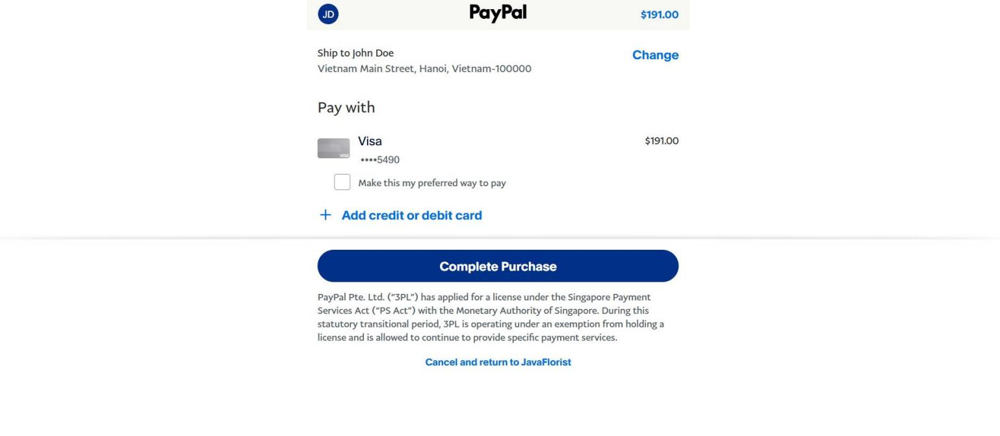 JD
PayPal
$191.00
Ship to John Doe
Change
Vietnam Main Street, Hanoi, Vietnam-100000
Pay with
Visa
$191.00
VISA
••••5490
Make this my preferred way to pay
+ Add credit or debit card
Complete Purchase
PayPal Pte. Ltd. (“3PL”) has applied for a license under the Singapore Payment
Services Act (“PS Act”) with the Monetary Authority of Singapore. During this
statutory transitional period, 3PL is operating under an exemption from holding a
license and is allowed to continue to provide specific payment services.
Cancel and return to JavaFlorist